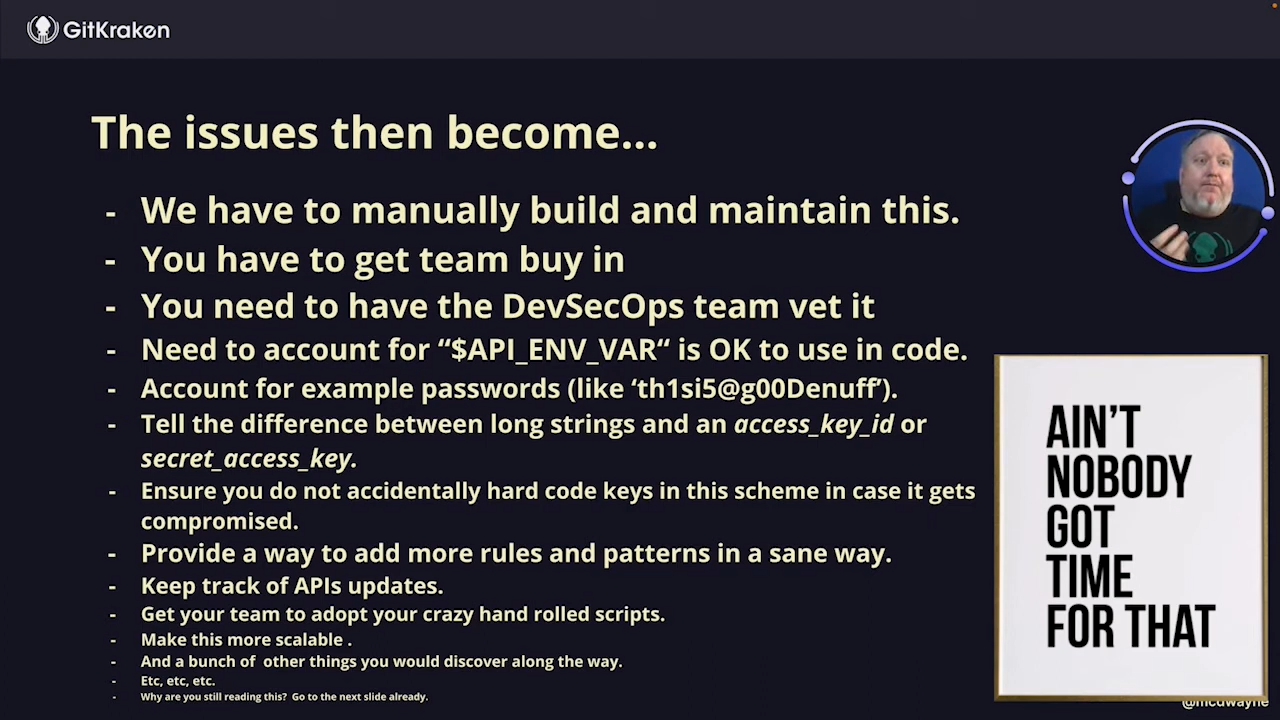 GitKraken
The issues then become...
- We have to manually build and maintain this.
- You have to get team buy in
- You need to have the DevSecOps team vet it
- Need to account for “$API_ENV_VAR“ is OK to use in code.
- Account for example passwords (like ‘th1si5@g00Denuff’).
- Tell the difference between long strings and an access_key_id or
secret_access_key.
- Ensure you do not accidentally hard code keys in this scheme in case it gets
compromised.
- Provide a way to add more rules and patterns in a sane way.
- Keep track of APIs updates.
- Get your team to adopt your crazy hand rolled scripts.
- Make this more scalable .
- And a bunch of other things you would discover along the way.
- Etc, etc, etc.
- Why are you still reading this? Go to the next slide already.
AIN'T
NOBODY
GOT
TIME
FOR THAT
@mcdwayne